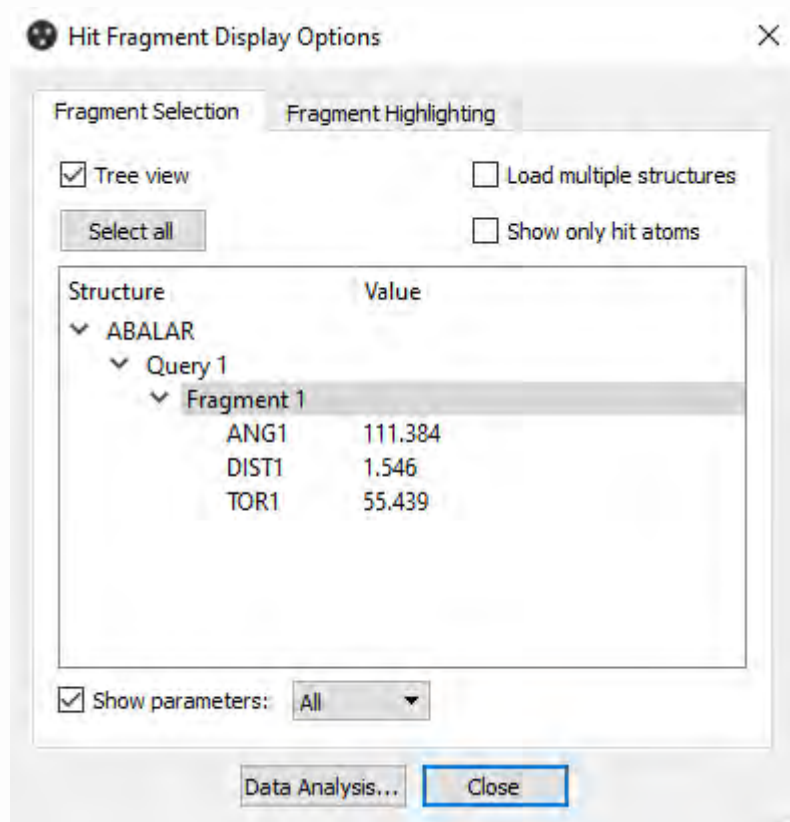 Hit Fragment Display Options
Fragment Selection Fragment Highlighting
Tree view Load multiple structures
Select all Show only hit atoms
Structure Value
ABALAR
Query 1
Fragment 1
ANG1 111.384
DIST1 1.546
TOR1 55.439
Show parameters: All
Data Analysis... Close